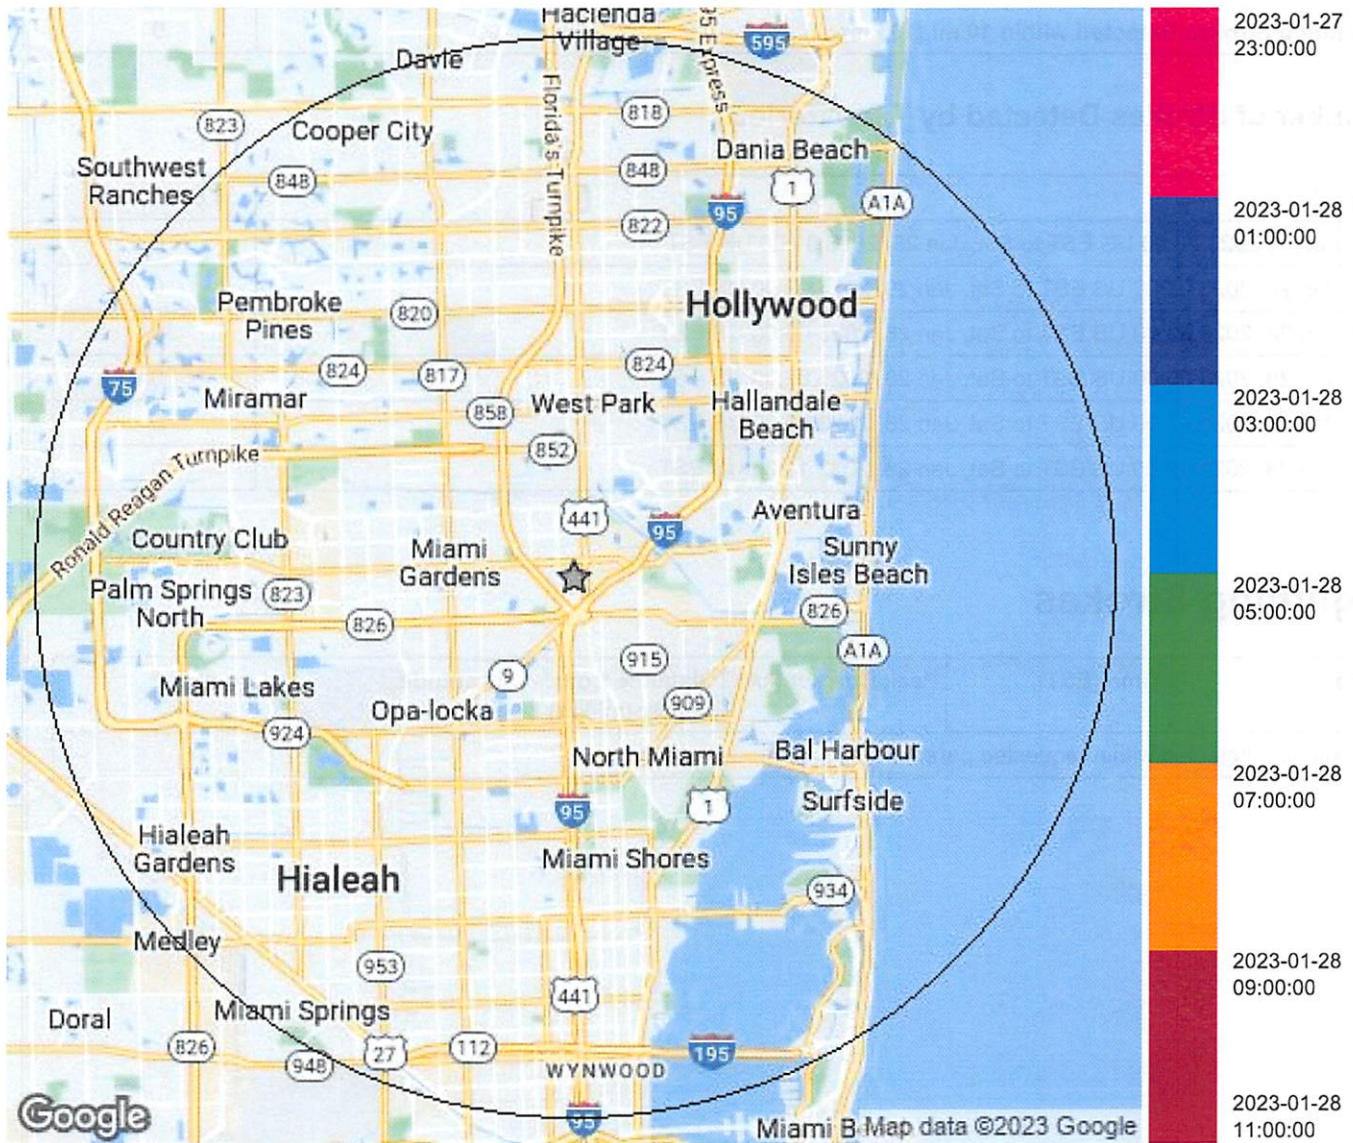 Hacienda
Village
595
95 Express
Davie
Florida's Turnpike
823
Cooper City
818
Dania Beach
Southwest
Ranches
848
848
1
A1A
95
822
Pembroke
Pines
820
Hollywood
75
824
817
824
Miramar
858
West Park
Hallandale
Beach
852
Ronald Reagan Turnpike
441
95
Aventura
Country Club
Miami
Gardens
Sunny
Isles Beach
Palm Springs
North
823
826
826
915
A1A
9
Miami Lakes
Opa-locka
909
924
North Miami
Bal Harbour
95
1
Surfside
Hialeah
Gardens
Miami Shores
Hialeah
934
Medley
953
441
Miami Springs
Doral
826
948
27
112
195
WYNWOOD
Google
95
Miami B
Map data ©2023 Google
2023-01-27
23:00:00
2023-01-28
01:00:00
2023-01-28
03:00:00
2023-01-28
05:00:00
2023-01-28
07:00:00
2023-01-28
09:00:00
2023-01-28
11:00:00